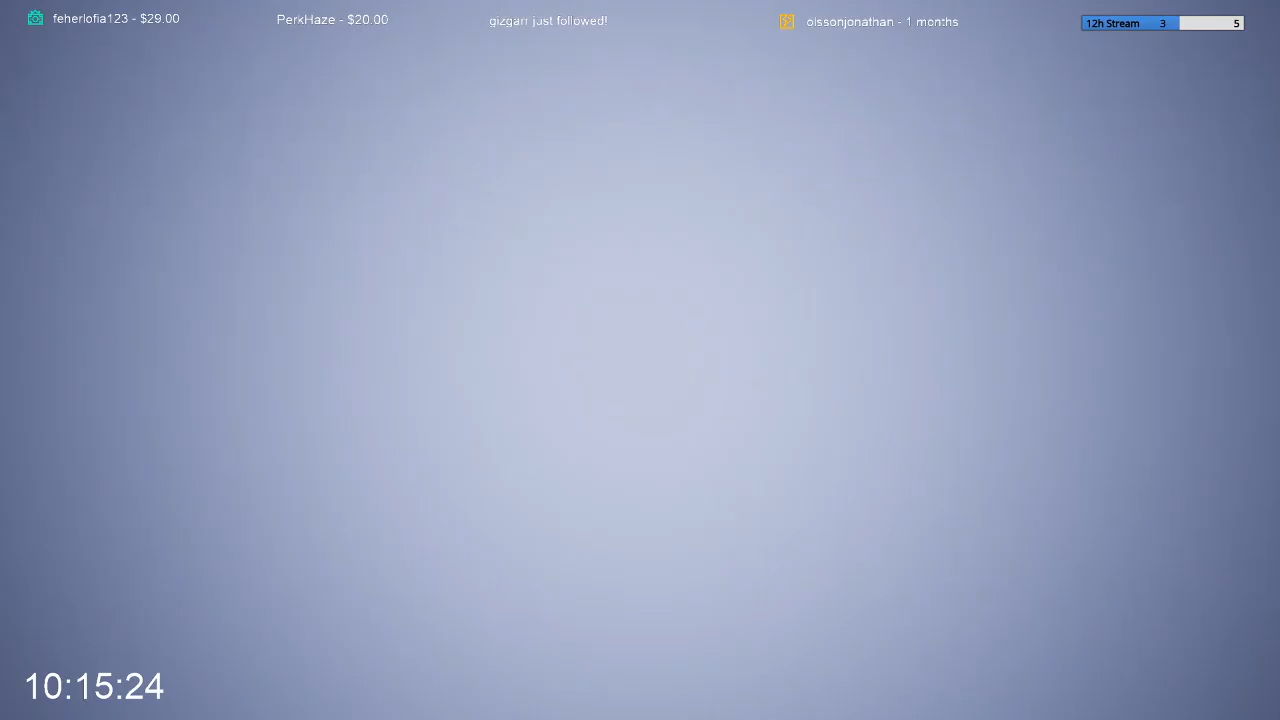 feherlofia123 - $29.00
PerkHaze - $20.00
gizgarr just followed!
olssonjonathan - 1 months
12h Stream 3 5
10:15:24